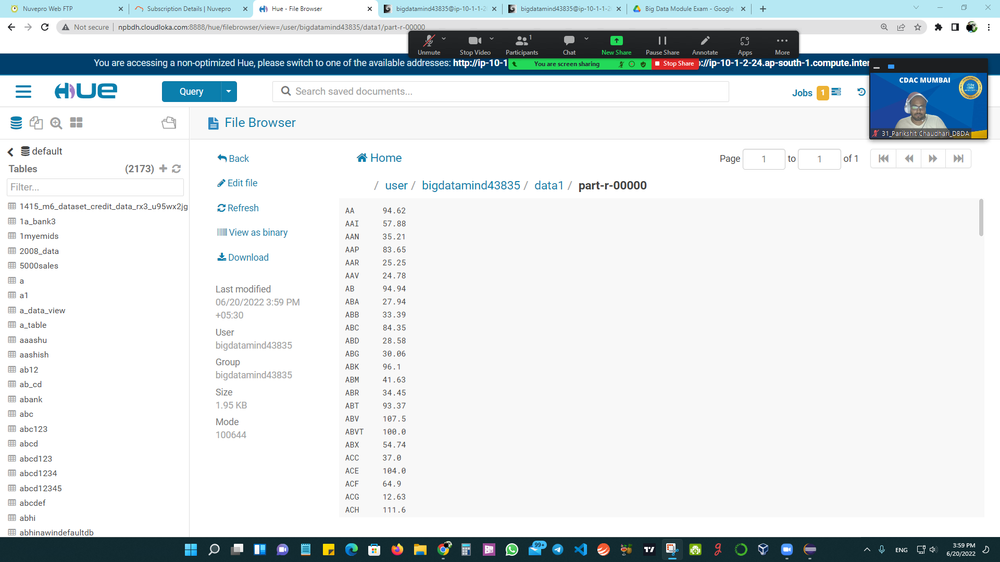 Nuvepro Web FTP
Subscription Details | Nuvepro
Hue - File Browser
bigdatamind43835@ip-10-1-1-2
bigdatamind43835@ip-10-1-1-2
Big Data Module Exam - Google
Not secure
npbdh.cloudloka.com:8888/hue/filebrowser/view=/user/bigdatamind43835/data1/part-r-00000
Unmute
Stop Video
Participants
1
Chat
New Share
Pause Share
Annotate
Apps
More
You are screen sharing
Stop Share
You are accessing a non-optimized Hue, please switch to one of the available addresses: http://ip-10-1
://ip-10-1-2-24.ap-south-1.compute.inter
CDAC MUMBAI
31_Parikshit Chaudhari_DBDA
HUE
Query
Search saved documents...
Jobs
1
File Browser
default
Tables
(2173)
Filter...
1415_m6_dataset_credit_data_rx3_u95wx2jg
1a_bank3
1myemids
2008_data
5000sales
a
a1
a_data_view
a_table
aaashu
aashish
ab12
ab_cd
abank
abc
abc123
abcd
abcd123
abcd1234
abcd12345
abcdef
abhi
abhinawindefaultdb
Back
Edit file
Refresh
View as binary
Download
Last modified
06/20/2022 3:59 PM
+05:30
User
bigdatamind43835
Group
bigdatamind43835
Size
1.95 KB
Mode
100644
Home
Page 1 to 1 of 1
/ user / bigdatamind43835 / data1 / part-r-00000
AA 94.62
AAI 57.88
AAN 35.21
AAP 83.65
AAR 25.25
AAV 24.78
AB 94.94
ABA 27.94
ABB 33.39
ABC 84.35
ABD 28.58
ABG 30.06
ABK 96.1
ABM 41.63
ABR 34.45
ABT 93.37
ABV 107.5
ABVT 100.0
ABX 54.74
ACC 37.0
ACE 104.0
ACF 64.9
ACG 12.63
ACH 111.6
99+
ENG
3:59 PM
6/20/2022